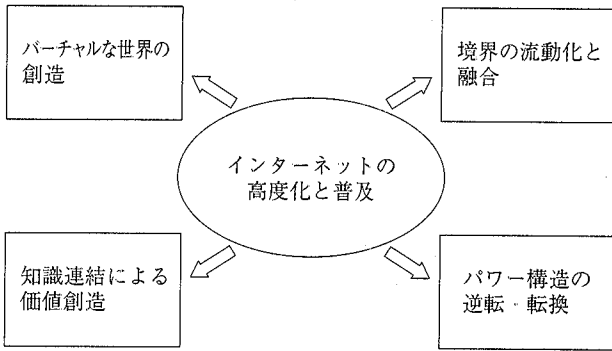 バーチャルな世界の
創造
境界の流動化と
融合
インターネットの
高度化と普及
知識連結による
価値創造
パワー構造の
逆転・転換